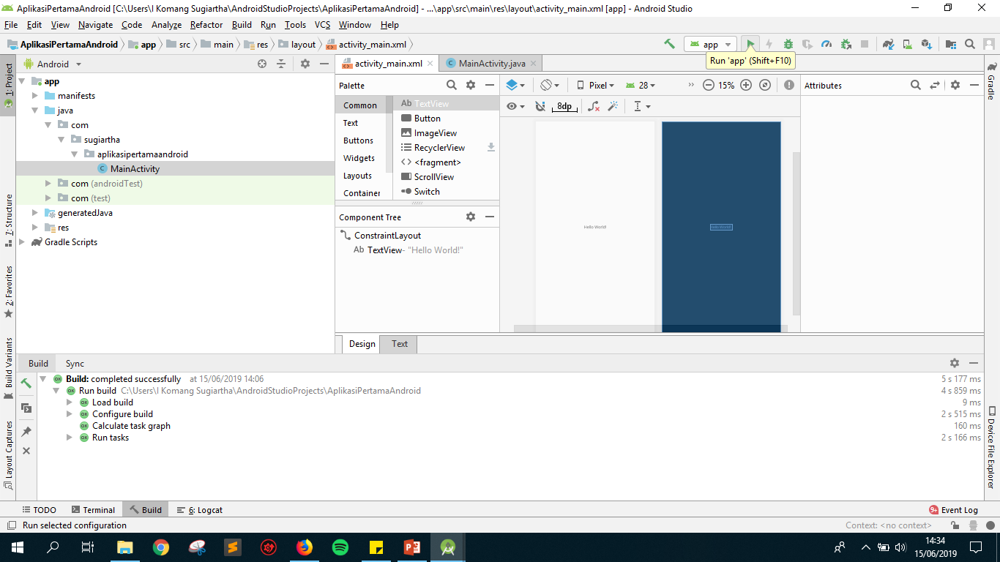 AplikasiPertamaAndroid [C:\Users\I Komang Sugiartha\AndroidStudioProjects\AplikasiPertamaAndroid] - ...\app\src\main\res\layout\activity_main.xml [app] - Android Studio
File Edit View Navigate Code Analyze Refactor Build Run Tools VCS Window Help
AplikasiPertamaAndroid app src main res layout activity_main.xml app
Run 'app' (Shift+F10)
1: Project
7: Structure
2: Favorites
Build Variants
Layout Captures
Android
app
manifests
java
com
sugiartha
aplikasipertamaandroid
MainActivity
com (androidTest)
com (test)
generatedJava
res
Gradle Scripts
activity_main.xml MainActivity.java
Palette
Common
Text
Buttons
Widgets
Layouts
Container
Ab TextView
Button
ImageView
RecyclerView
<fragment>
ScrollView
Switch
Component Tree
ConstraintLayout
Ab TextView- "Hello World!"
Pixel 28 » 15%
8dp
Hello World!
Hello World!
Attributes
Gradle
Device File Explorer
Design Text
Build Sync
Build: completed successfully at 15/06/2019 14:06 5 s 177 ms
Run build C:\Users\I Komang Sugiartha\AndroidStudioProjects\AplikasiPertamaAndroid 4 s 859 ms
Load build 9 ms
Configure build 2 s 515 ms
Calculate task graph 160 ms
Run tasks 2 s 166 ms
TODO Terminal Build 6: Logcat 9+ Event Log
Run selected configuration Context: <no context>
14:34
15/06/2019